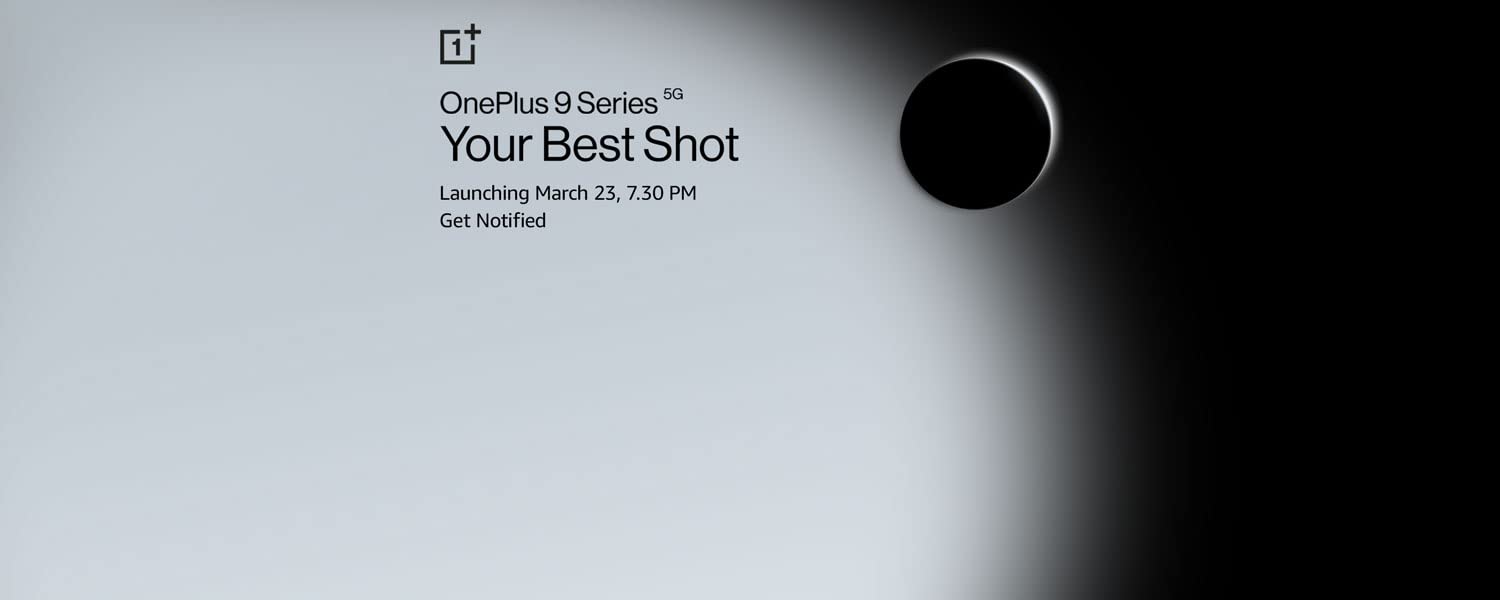 1+
OnePlus 9 Series 5G
Your Best Shot
Launching March 23, 7.30 PM
Get Notified